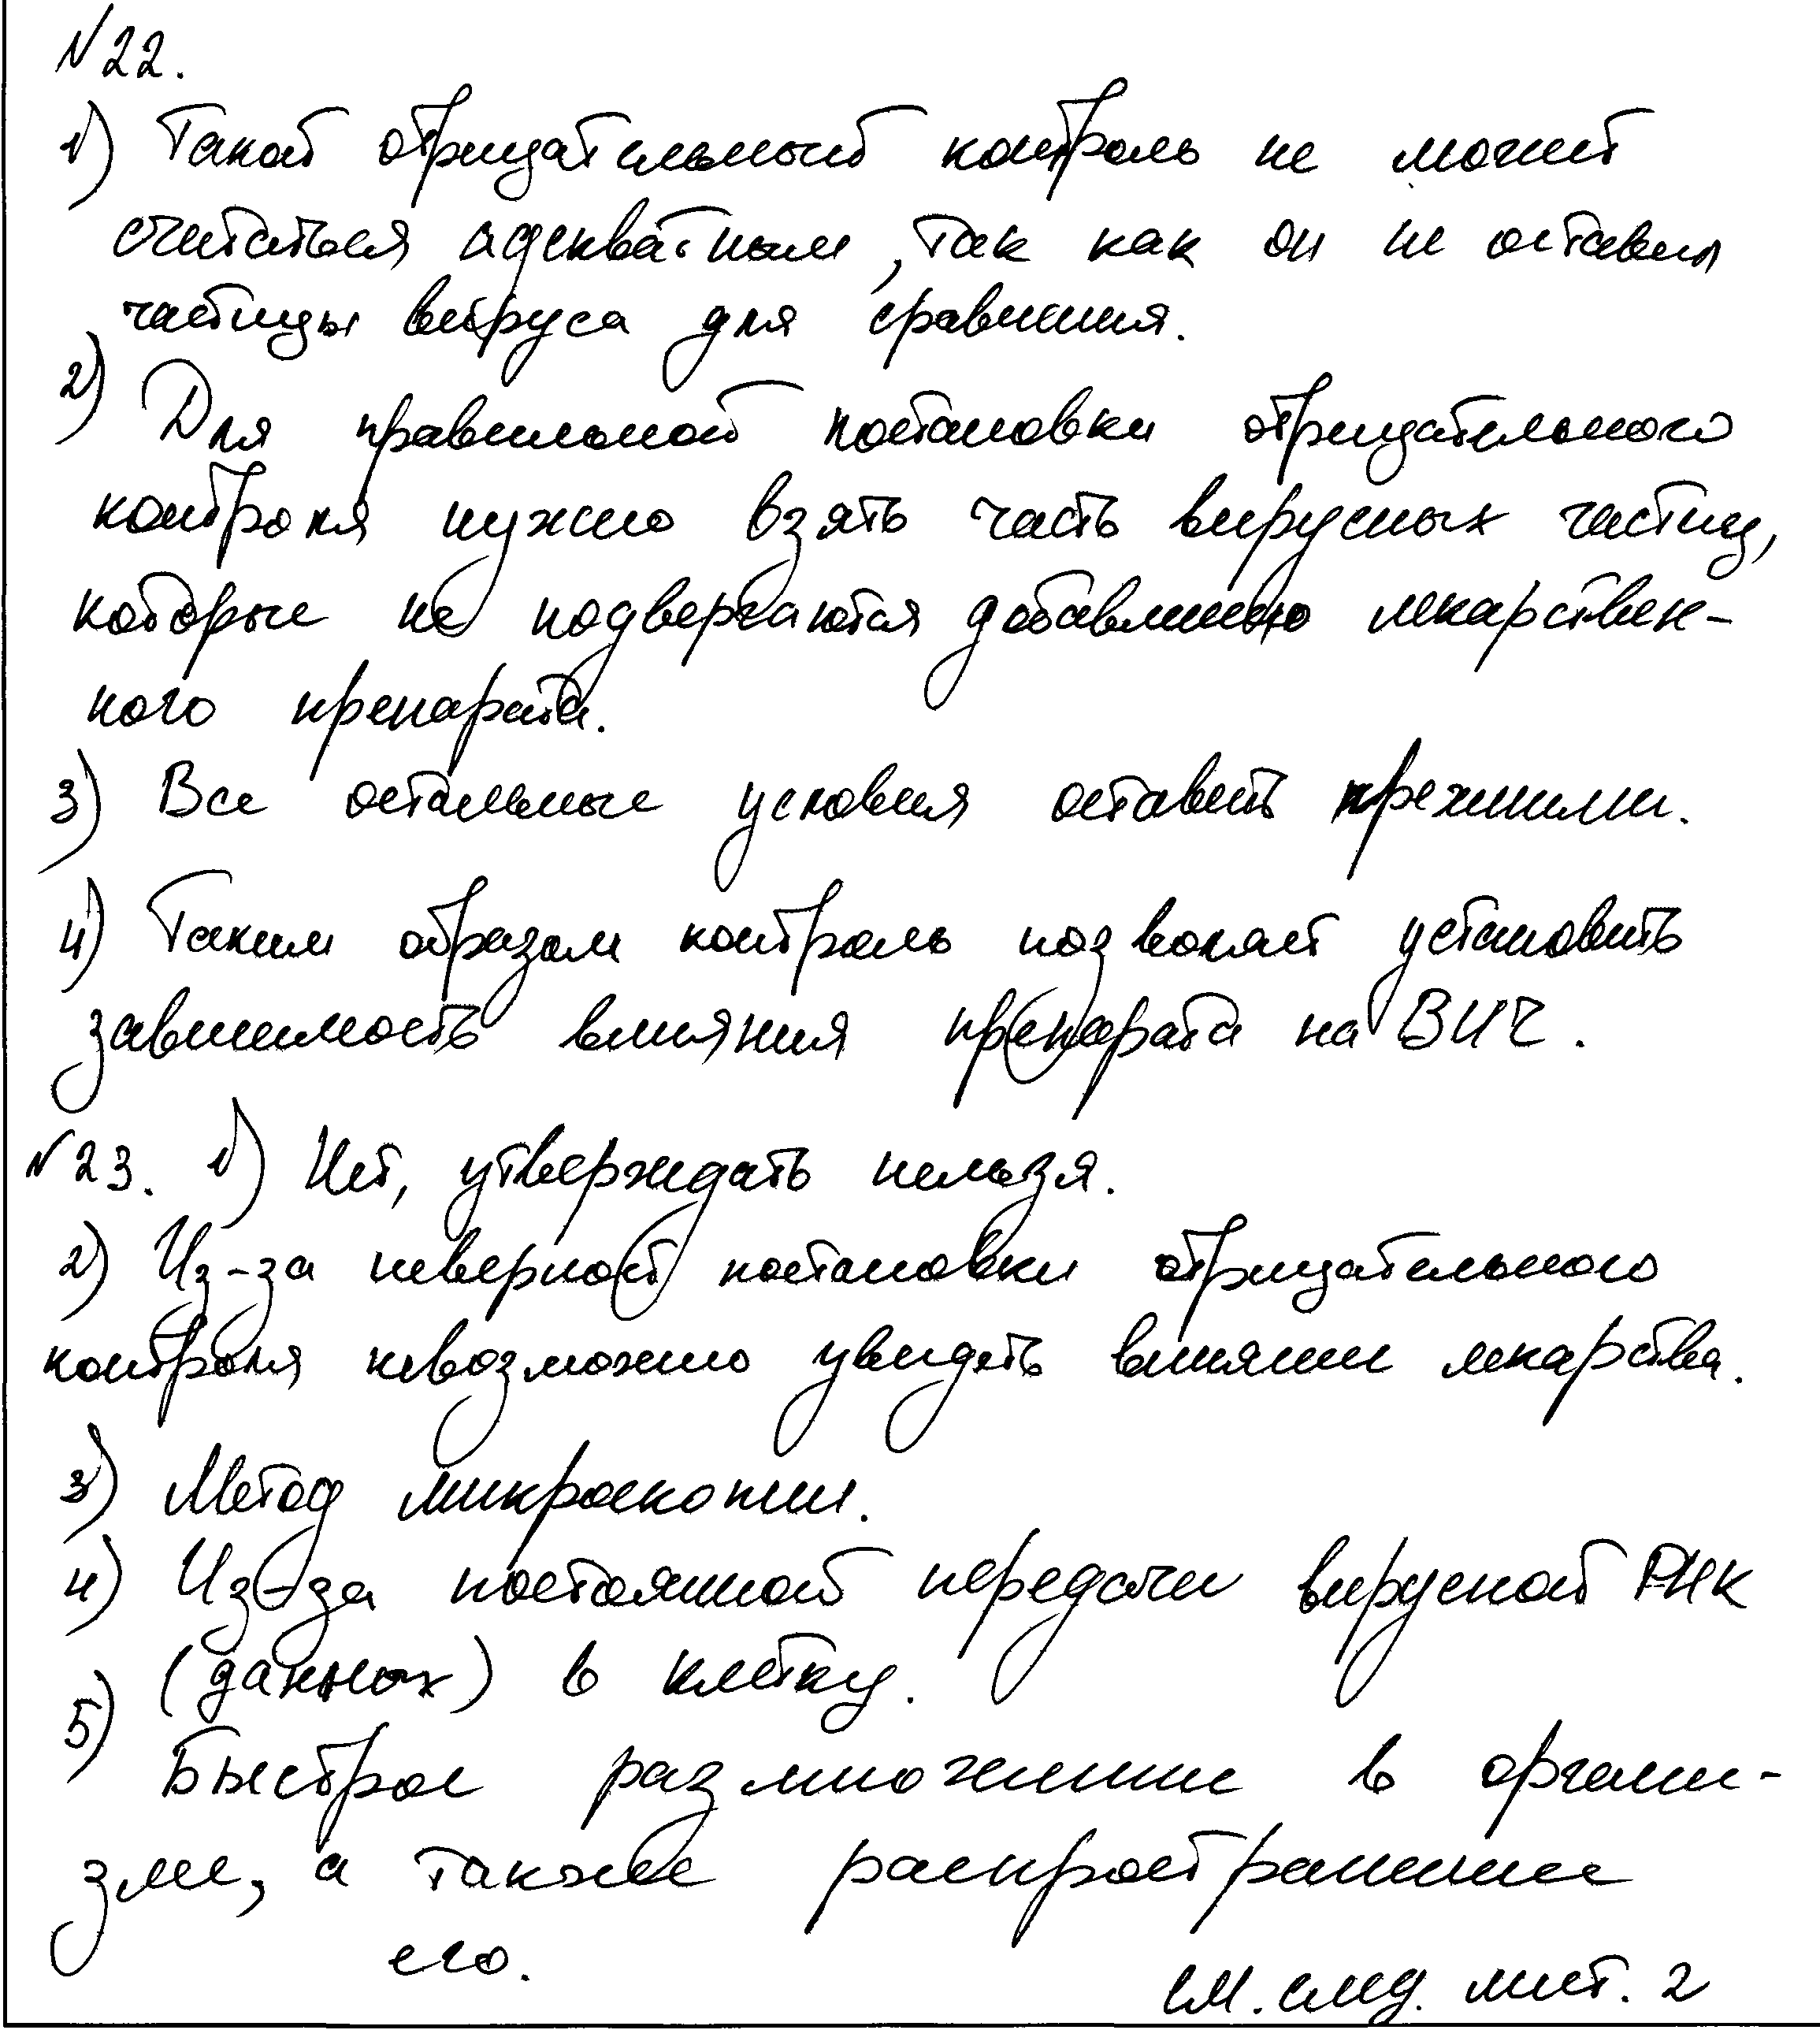 №22.
1) Такой отрицательный контроль не может
считаться адекватным, так как он не оставил
частицы вируса для сравнения.
2) Для правильной постановки отрицательного
контроля нужно взять часть вирусных частиц,
которые не подвергаются добавлению лекарствен-
ного препарата.
3) Все остальные условия оставить прежними.
4) Таким образом контроль позволяет установить
зависимость влияния препарата на ВИЧ.
№23. 1) Нет, утверждать нельзя.
2) Из-за неверной постановки отрицательного
контроля невозможно увидеть влияние лекарства.
3) Метод микроскопии.
4) Из-за постоянной передачи вирусной РНК
(данных) в клетку.
5) Быстрое размножение в органи-
зме, а также распространение
его.
см. след. лист. 2